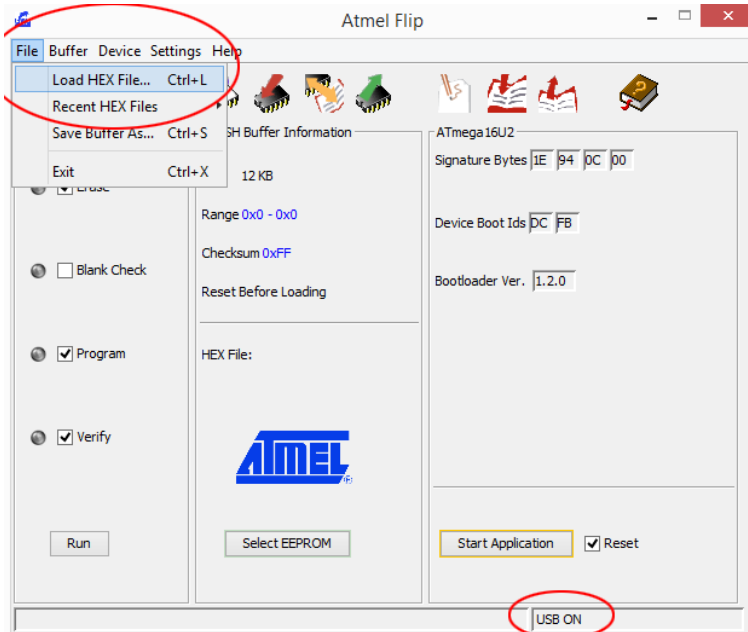 Atmel Flip
File Buffer Device Settings Help
Load HEX File... Ctrl+L
Recent HEX Files
Save Buffer As... Ctrl+S
Exit Ctrl+X
Erase
Blank Check
Program
Verify
Run
Buffer Information
12 KB
Range 0x0 - 0x0
Checksum 0xFF
Reset Before Loading
HEX File:
ATMEL
®
Select EEPROM
ATmega16U2
Signature Bytes 1E 94 0C 00
Device Boot Ids DC FB
Bootloader Ver. 1.2.0
Start Application Reset
USB ON